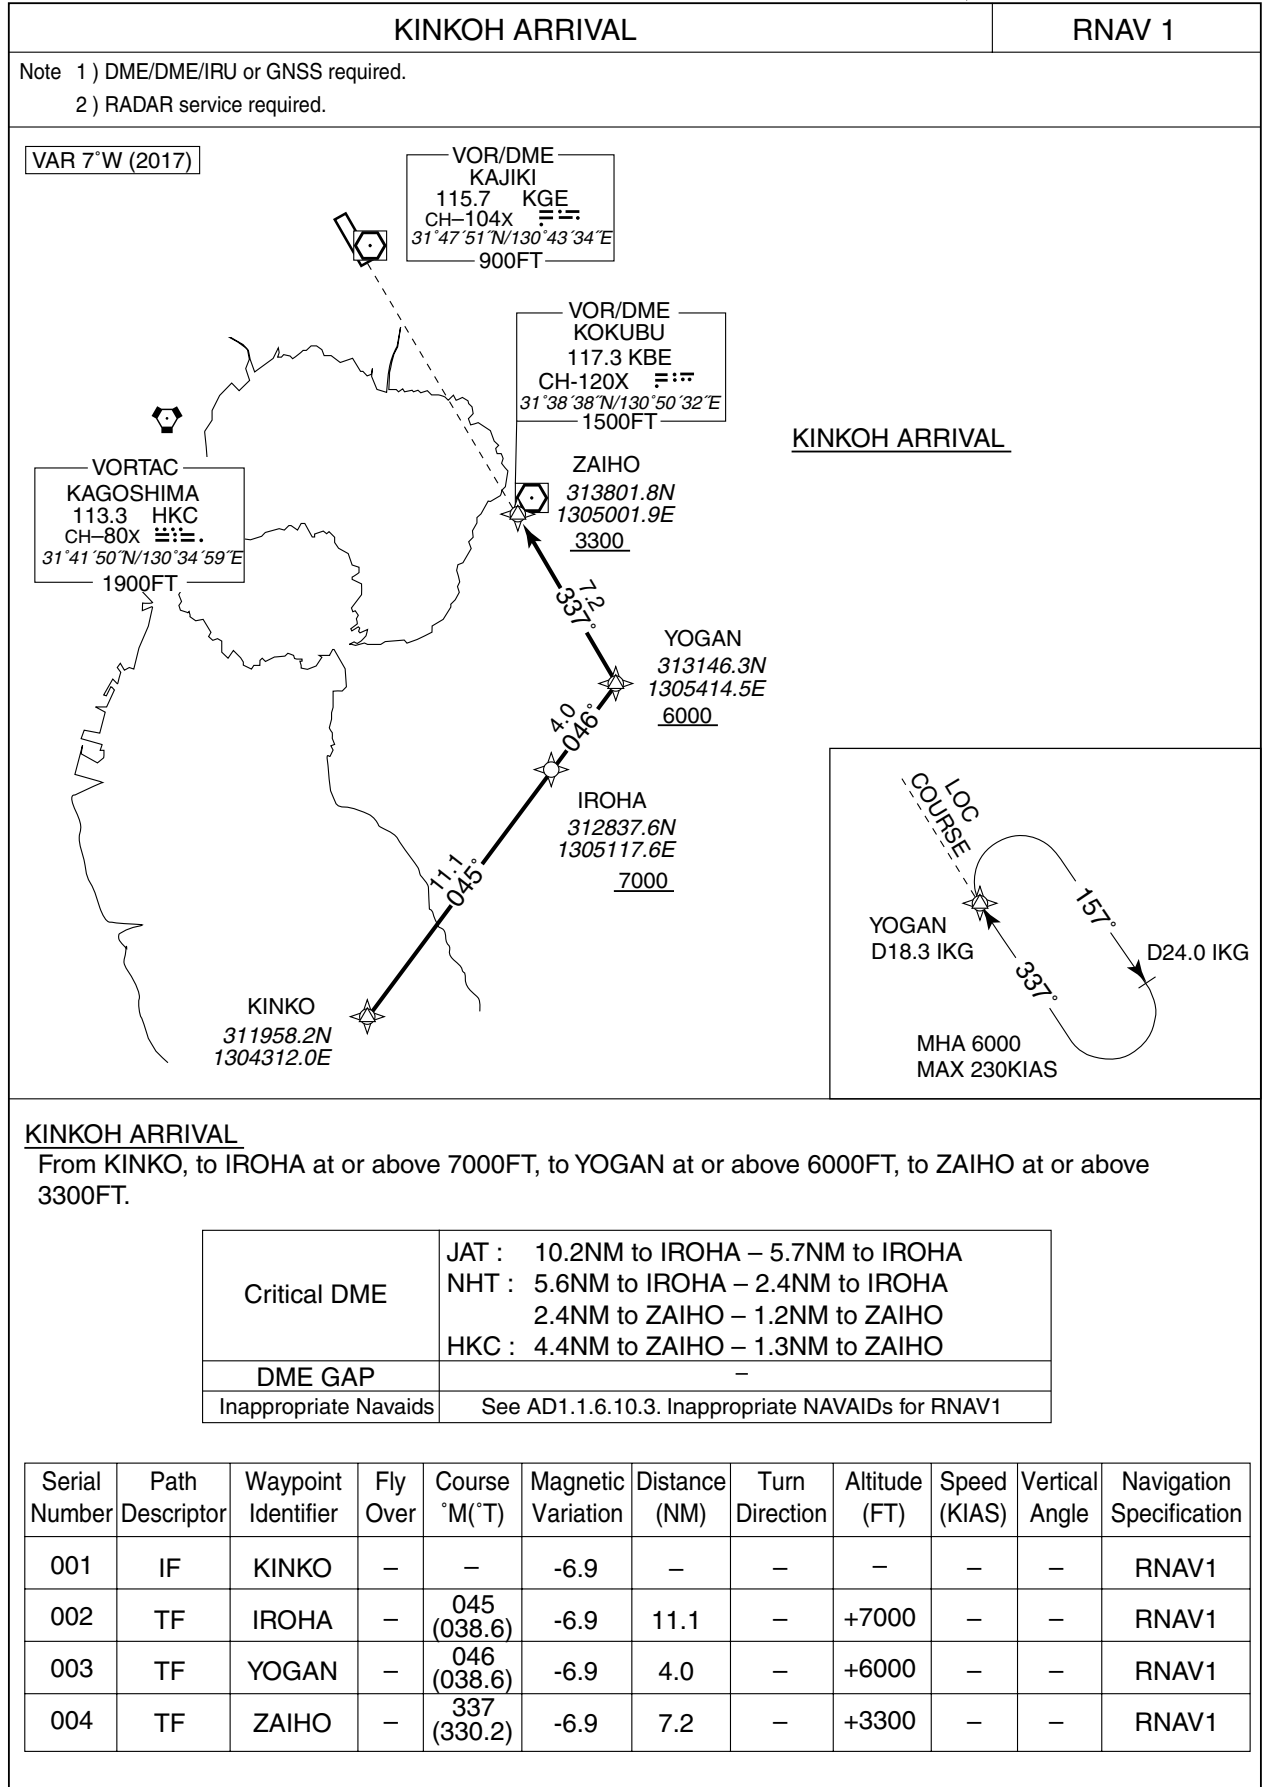 KINKOH ARRIVAL
RNAV 1
Note 1 ) DME/DME/IRU or GNSS required.
2 ) RADAR service required.
VAR 7˚W (2017)
VOR/DME
KAJIKI
115.7 KGE
CH–104X
31˚47´51˝N/130˚43´34˝E
900FT
VOR/DME
KOKUBU
117.3 KBE
CH-120X
31˚38´38˝N/130˚50´32˝E
1500FT
KINKOH ARRIVAL
VORTAC
KAGOSHIMA
113.3 HKC
CH–80X
31˚41´50˝N/130˚34´59˝E
1900FT
ZAIHO
313801.8N
1305001.9E
3300
7.2
337˚
YOGAN
313146.3N
1305414.5E
6000
4.0
046˚
IROHA
312837.6N
1305117.6E
7000
11.1
045˚
KINKO
311958.2N
1304312.0E
LOC
COURSE
YOGAN
D18.3 IKG
157˚
D24.0 IKG
337˚
MHA 6000
MAX 230KIAS
KINKOH ARRIVAL
From KINKO, to IROHA at or above 7000FT, to YOGAN at or above 6000FT, to ZAIHO at or above
3300FT.
Critical DME
JAT : 10.2NM to IROHA – 5.7NM to IROHA
NHT : 5.6NM to IROHA – 2.4NM to IROHA
2.4NM to ZAIHO – 1.2NM to ZAIHO
HKC : 4.4NM to ZAIHO – 1.3NM to ZAIHO
DME GAP –
Inappropriate Navaids See AD1.1.6.10.3. Inappropriate NAVAIDs for RNAV1
Serial Path Waypoint Fly Course Magnetic Distance Turn Altitude Speed Vertical Navigation
Number Descriptor Identifier Over ˚M(˚T) Variation (NM) Direction (FT) (KIAS) Angle Specification
001 IF KINKO – – -6.9 – – – – – RNAV1
002 TF IROHA – 045 (038.6) -6.9 11.1 – +7000 – – RNAV1
003 TF YOGAN – 046 (038.6) -6.9 4.0 – +6000 – – RNAV1
004 TF ZAIHO – 337 (330.2) -6.9 7.2 – +3300 – – RNAV1